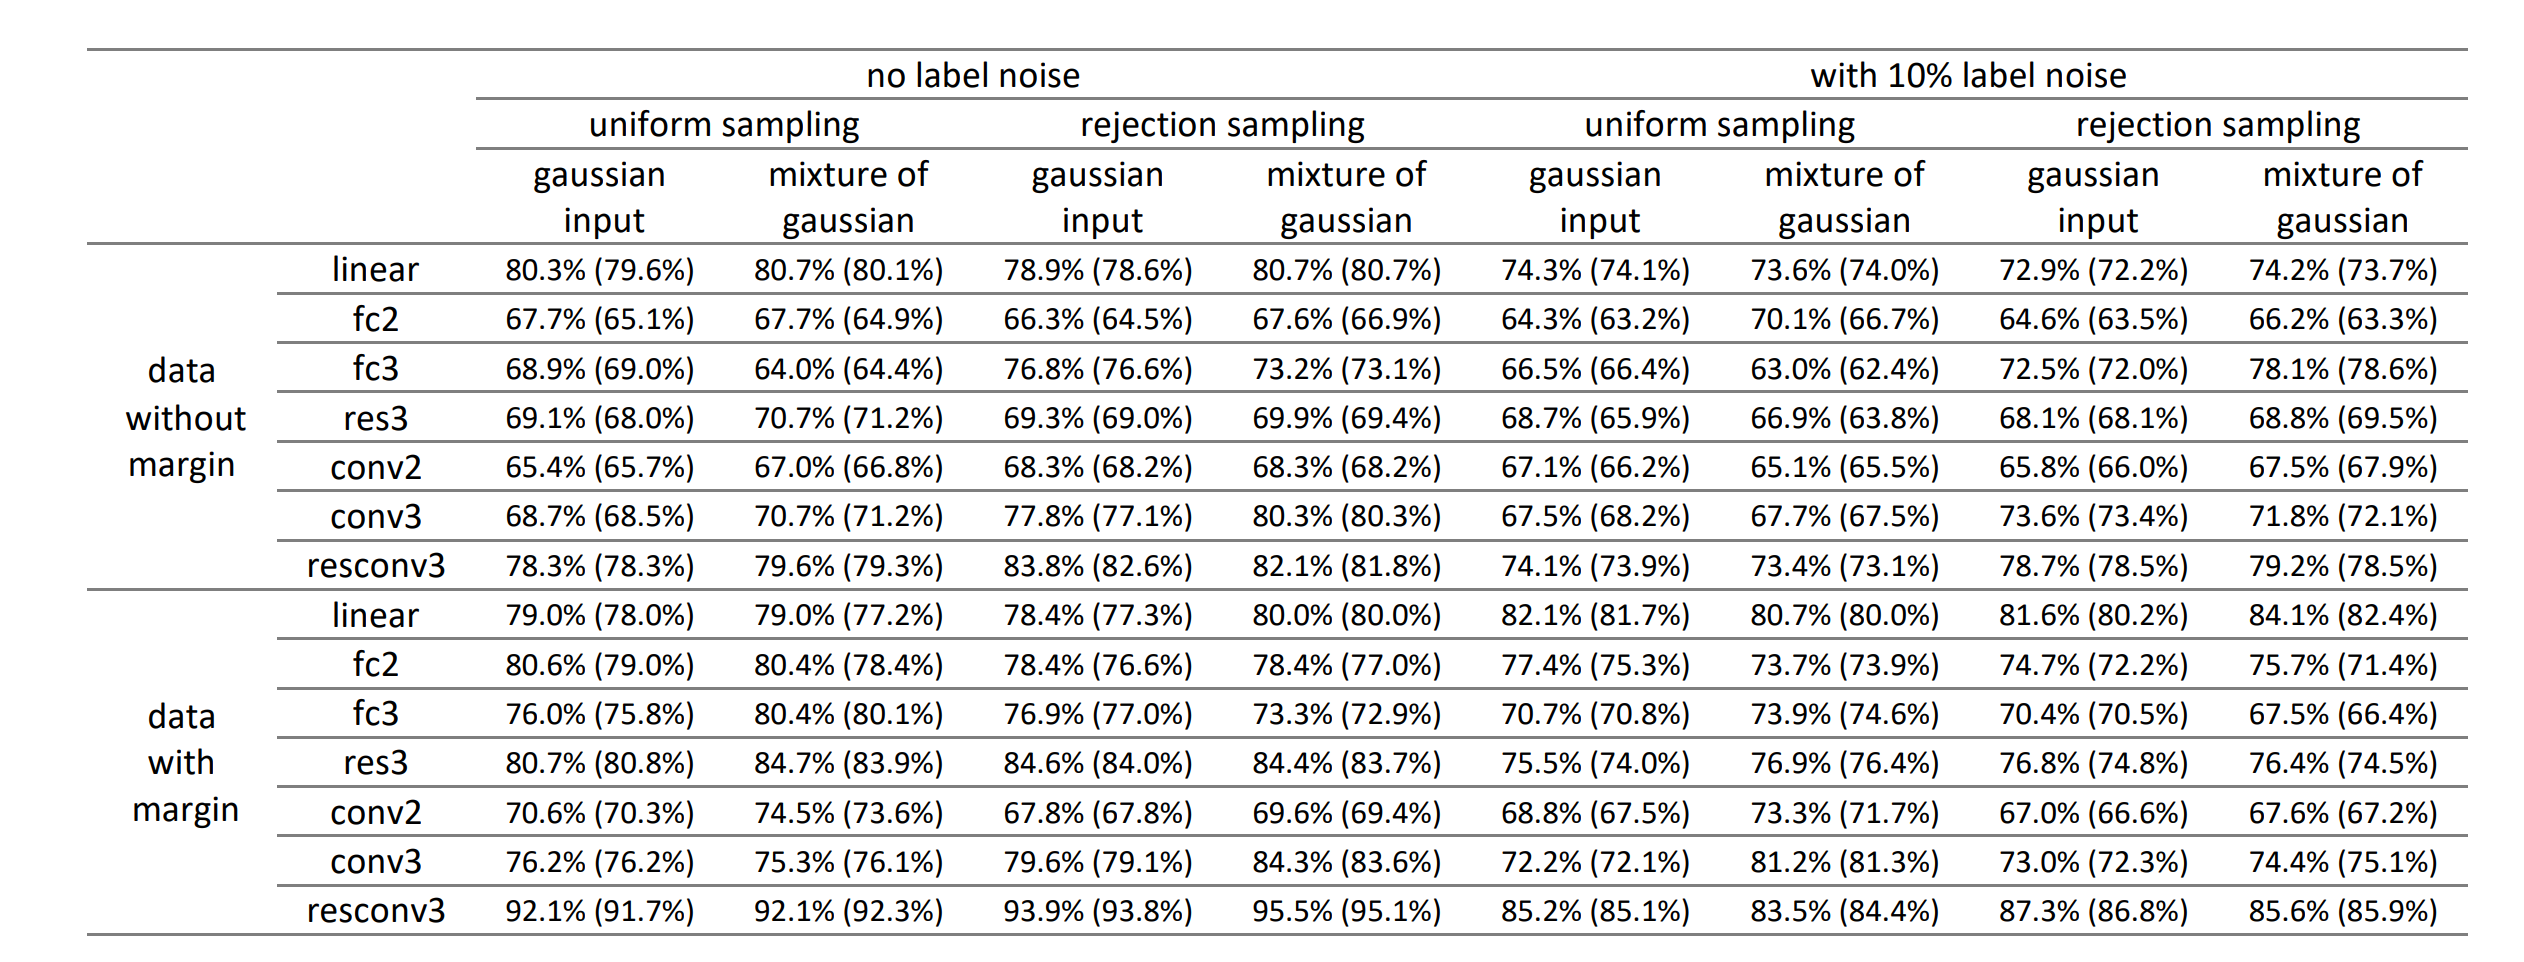 no label noise with 10% label noise
uniform sampling rejection sampling uniform sampling rejection sampling
gaussian input mixture of gaussian gaussian input mixture of gaussian gaussian input mixture of gaussian gaussian input mixture of gaussian
data without margin
linear 80.3% (79.6%) 80.7% (80.1%) 78.9% (78.6%) 80.7% (80.7%) 74.3% (74.1%) 73.6% (74.0%) 72.9% (72.2%) 74.2% (73.7%)
fc2 67.7% (65.1%) 67.7% (64.9%) 66.3% (64.5%) 67.6% (66.9%) 64.3% (63.2%) 70.1% (66.7%) 64.6% (63.5%) 66.2% (63.3%)
fc3 68.9% (69.0%) 64.0% (64.4%) 76.8% (76.6%) 73.2% (73.1%) 66.5% (66.4%) 63.0% (62.4%) 72.5% (72.0%) 78.1% (78.6%)
res3 69.1% (68.0%) 70.7% (71.2%) 69.3% (69.0%) 69.9% (69.4%) 68.7% (65.9%) 66.9% (63.8%) 68.1% (68.1%) 68.8% (69.5%)
conv2 65.4% (65.7%) 67.0% (66.8%) 68.3% (68.2%) 68.3% (68.2%) 67.1% (66.2%) 65.1% (65.5%) 65.8% (66.0%) 67.5% (67.9%)
conv3 68.7% (68.5%) 70.7% (71.2%) 77.8% (77.1%) 80.3% (80.3%) 67.5% (68.2%) 67.7% (67.5%) 73.6% (73.4%) 71.8% (72.1%)
resconv3 78.3% (78.3%) 79.6% (79.3%) 83.8% (82.6%) 82.1% (81.8%) 74.1% (73.9%) 73.4% (73.1%) 78.7% (78.5%) 79.2% (78.5%)
data with margin
linear 79.0% (78.0%) 79.0% (77.2%) 78.4% (77.3%) 80.0% (80.0%) 82.1% (81.7%) 80.7% (80.0%) 81.6% (80.2%) 84.1% (82.4%)
fc2 80.6% (79.0%) 80.4% (78.4%) 78.4% (76.6%) 78.4% (77.0%) 77.4% (75.3%) 73.7% (73.9%) 74.7% (72.2%) 75.7% (71.4%)
fc3 76.0% (75.8%) 80.4% (80.1%) 76.9% (77.0%) 73.3% (72.9%) 70.7% (70.8%) 73.9% (74.6%) 70.4% (70.5%) 67.5% (66.4%)
res3 80.7% (80.8%) 84.7% (83.9%) 84.6% (84.0%) 84.4% (83.7%) 75.5% (74.0%) 76.9% (76.4%) 76.8% (74.8%) 76.4% (74.5%)
conv2 70.6% (70.3%) 74.5% (73.6%) 67.8% (67.8%) 69.6% (69.4%) 68.8% (67.5%) 73.3% (71.7%) 67.0% (66.6%) 67.6% (67.2%)
conv3 76.2% (76.2%) 75.3% (76.1%) 79.6% (79.1%) 84.3% (83.6%) 72.2% (72.1%) 81.2% (81.3%) 73.0% (72.3%) 74.4% (75.1%)
resconv3 92.1% (91.7%) 92.1% (92.3%) 93.9% (93.8%) 95.5% (95.1%) 85.2% (85.1%) 83.5% (84.4%) 87.3% (86.8%) 85.6% (85.9%)